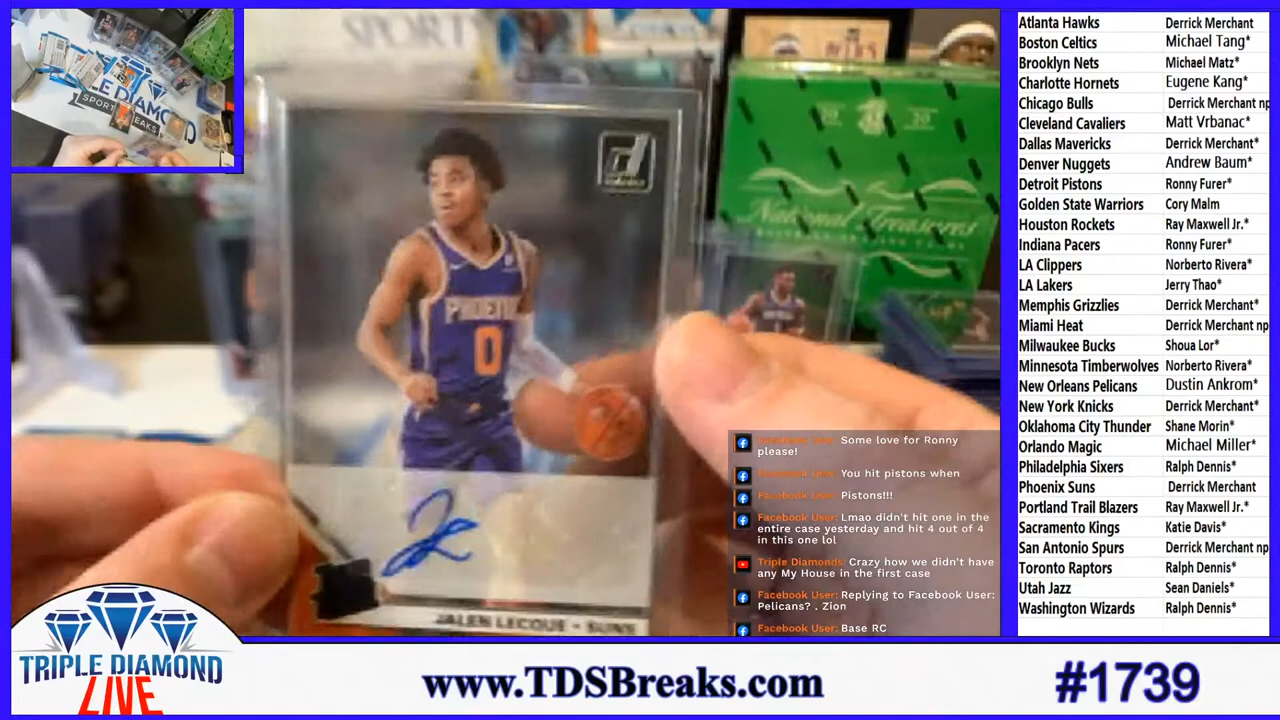 SPORT
National Treasures
PHOENIX
0
JALEN LECQUE • SUNS
Atlanta Hawks Derrick Merchant
Boston Celtics Michael Tang*
Brooklyn Nets Michael Matz*
Charlotte Hornets Eugene Kang*
Chicago Bulls Derrick Merchant np
Cleveland Cavaliers Matt Vrbanac*
Dallas Mavericks Derrick Merchant*
Denver Nuggets Andrew Baum*
Detroit Pistons Ronny Furer*
Golden State Warriors Cory Malm
Houston Rockets Ray Maxwell Jr.*
Indiana Pacers Ronny Furer*
LA Clippers Norberto Rivera*
LA Lakers Jerry Thao*
Memphis Grizzlies Derrick Merchant*
Miami Heat Derrick Merchant np
Milwaukee Bucks Shoua Lor*
Minnesota Timberwolves Norberto Rivera*
New Orleans Pelicans Dustin Ankrom*
New York Knicks Derrick Merchant*
Oklahoma City Thunder Shane Morin*
Orlando Magic Michael Miller*
Philadelphia Sixers Ralph Dennis*
Phoenix Suns Derrick Merchant
Portland Trail Blazers Ray Maxwell Jr.*
Sacramento Kings Katie Davis*
San Antonio Spurs Derrick Merchant np
Toronto Raptors Ralph Dennis*
Utah Jazz Sean Daniels*
Washington Wizards Ralph Dennis*
Facebook User: Some love for Ronny
please!
Facebook User: You hit pistons when
Facebook User: Pistons!!!
Facebook User: Lmao didn't hit one in the
entire case yesterday and hit 4 out of 4
in this one lol
Triple Diamonds: Crazy how we didn't have
any My House in the first case
Facebook User: Replying to Facebook User:
Pelicans? . Zion
Facebook User: Base RC
TRIPLE DIAMOND
LIVE
www.TDSBreaks.com
#1739